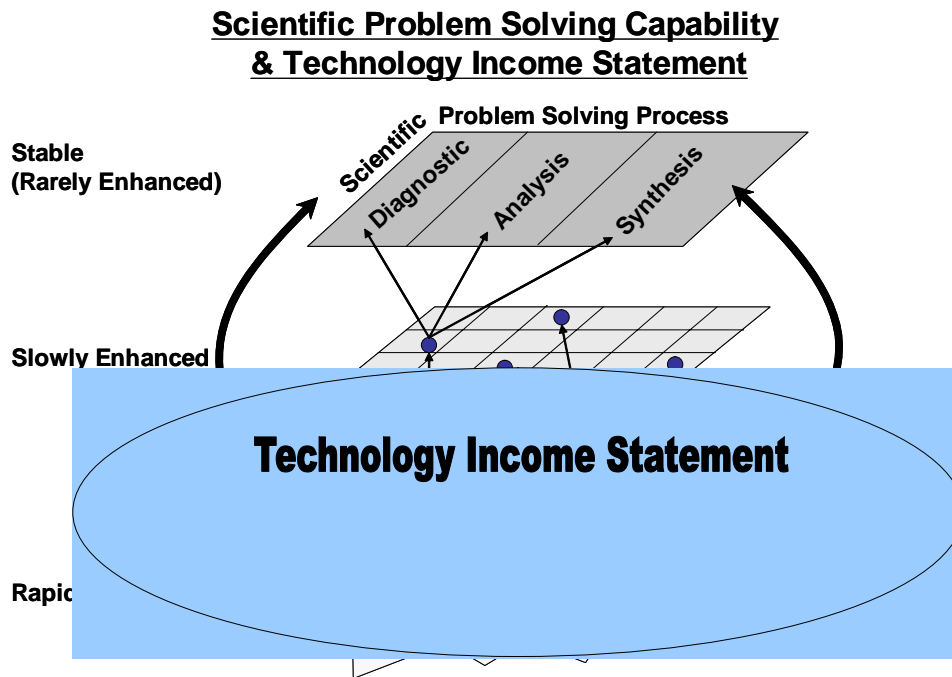 Scientific Problem Solving Capability
& Technology Income Statement
Scientific
Problem Solving Process
Stable
(Rarely Enhanced)
Diagnostic
Analysis
Synthesis
Slowly Enhanced
Technology Income Statement